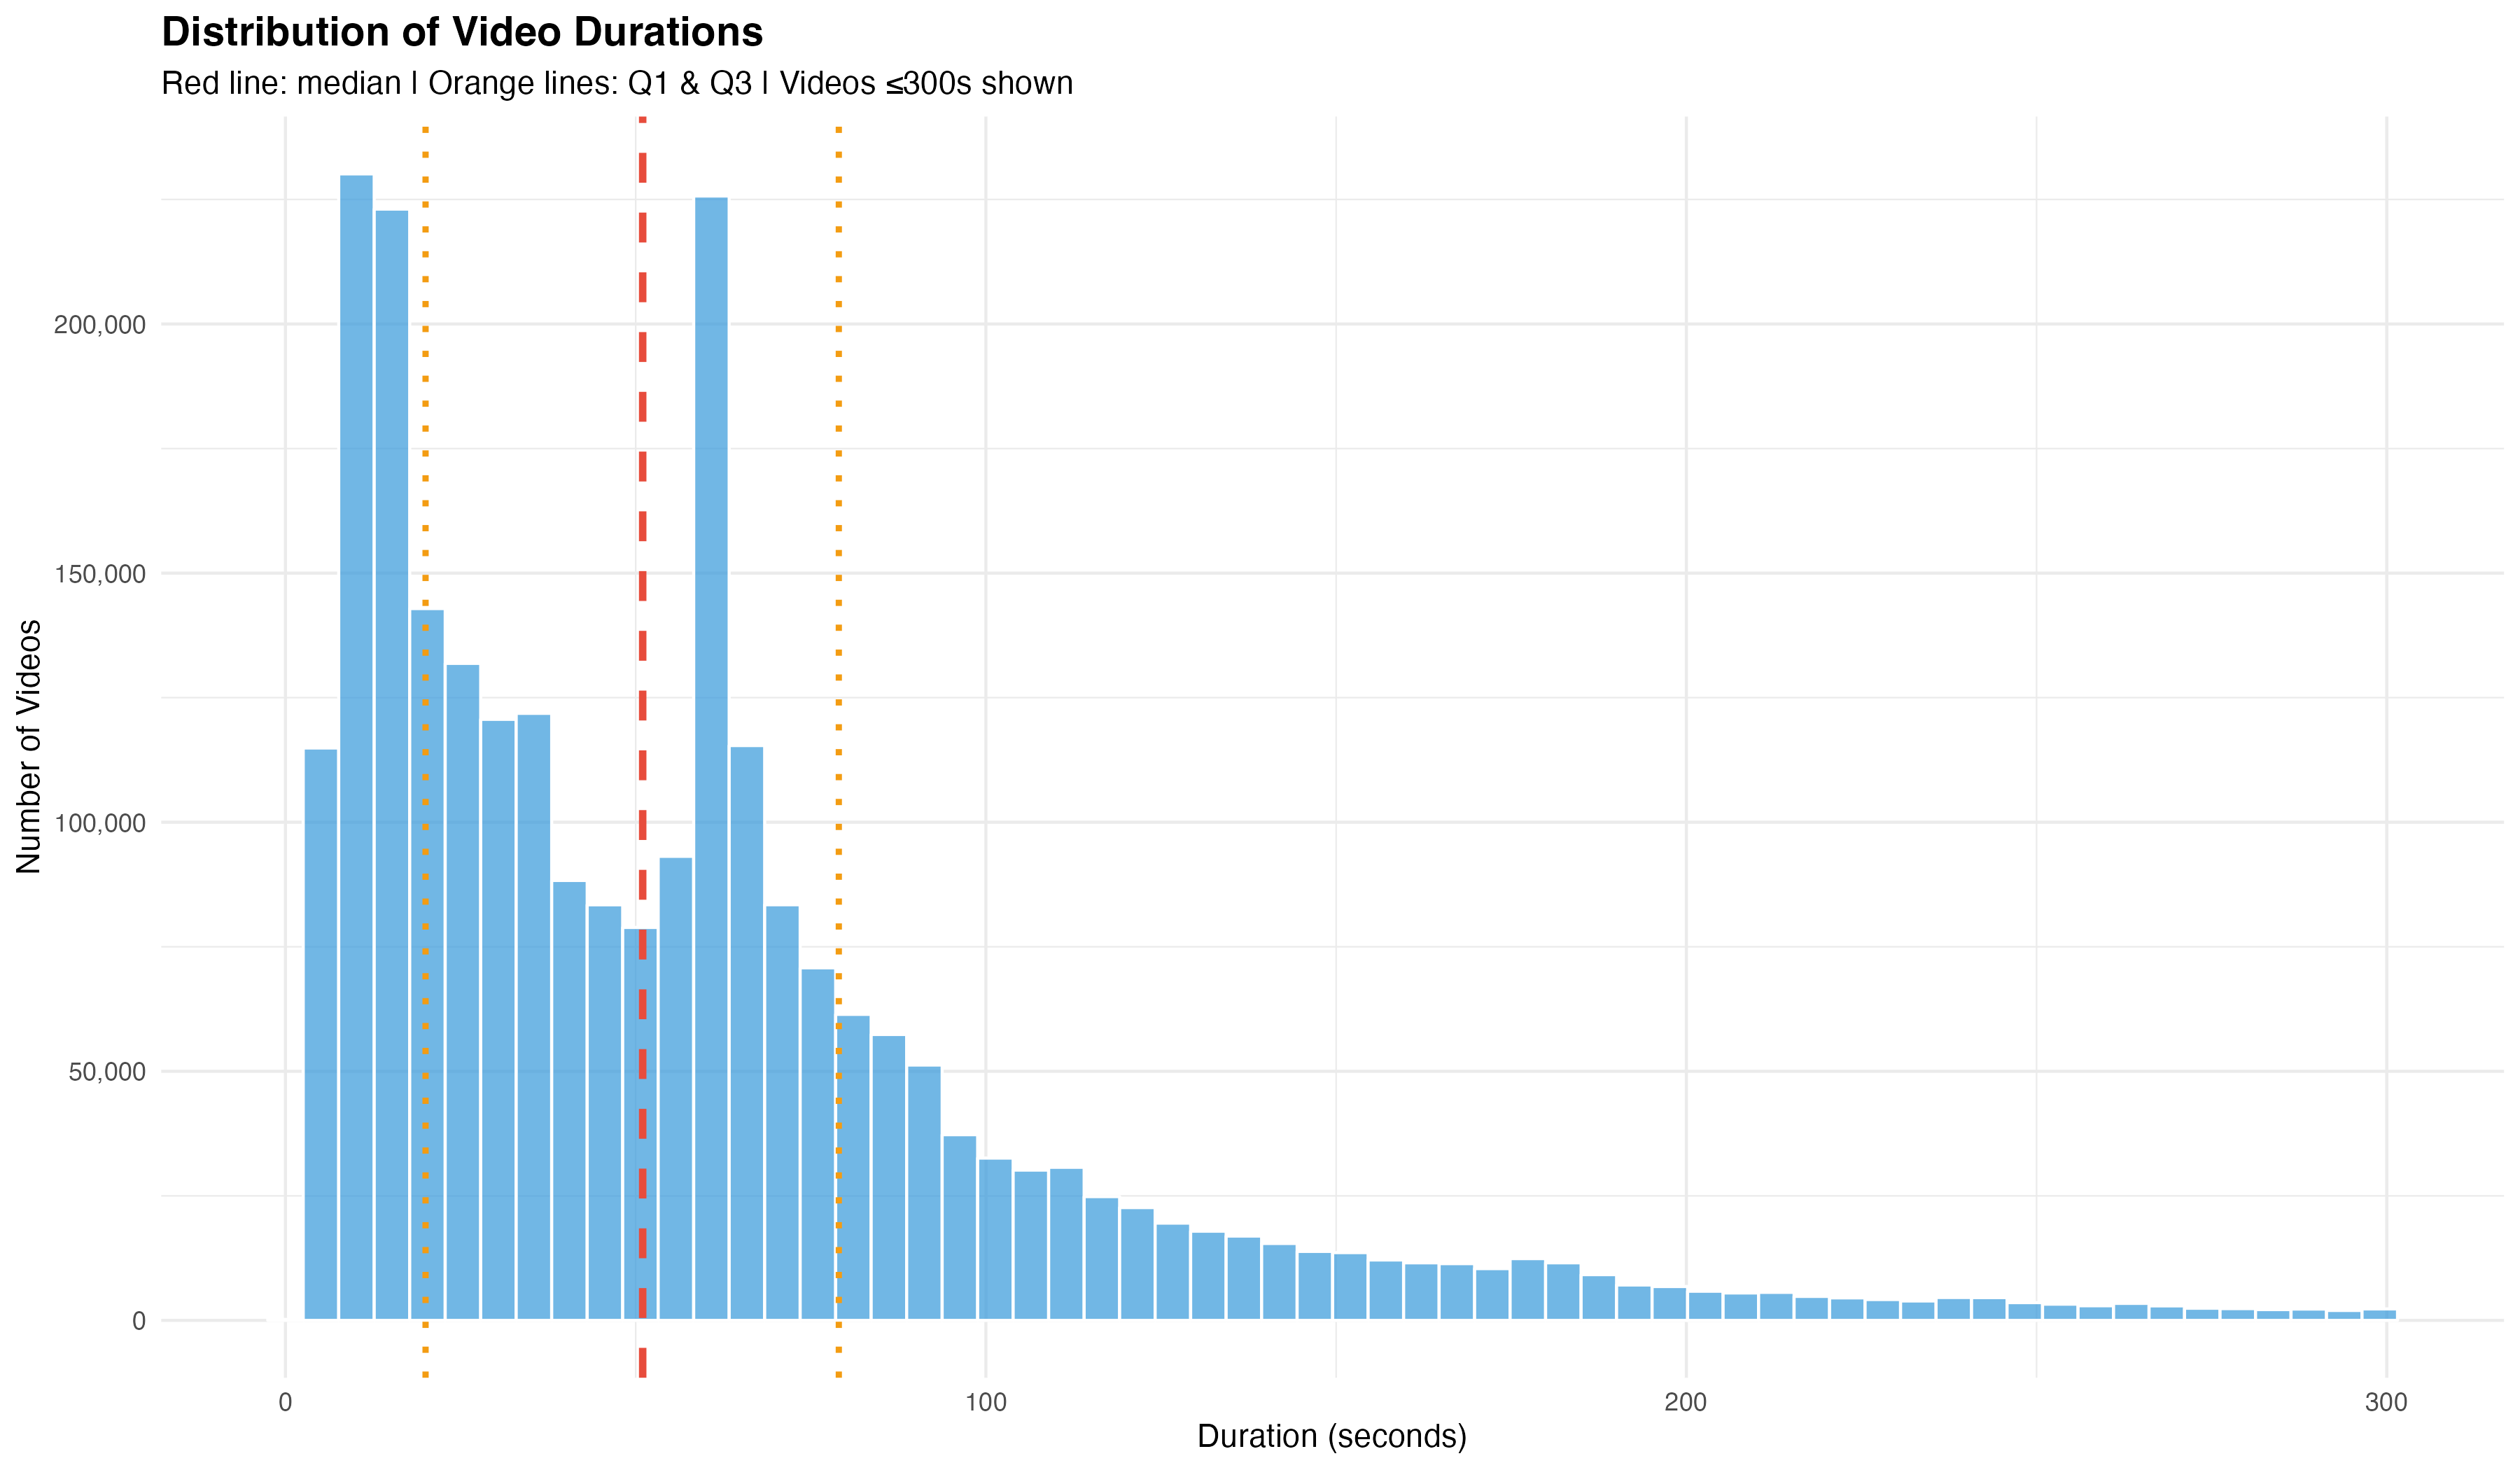 Distribution of Video Durations
Red line: median | Orange lines: Q1 & Q3 | Videos ≤300s shown
Number of Videos
200,000
150,000
100,000
50,000
0
0
100
200
300
Duration (seconds)